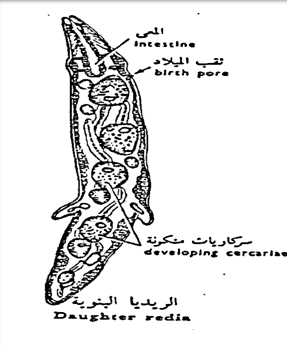 المعى
intestine
ثقب الميلاد
birth pore
سركاريات متكونة
developing cercariae
الريديا البنوية
Daughter redia